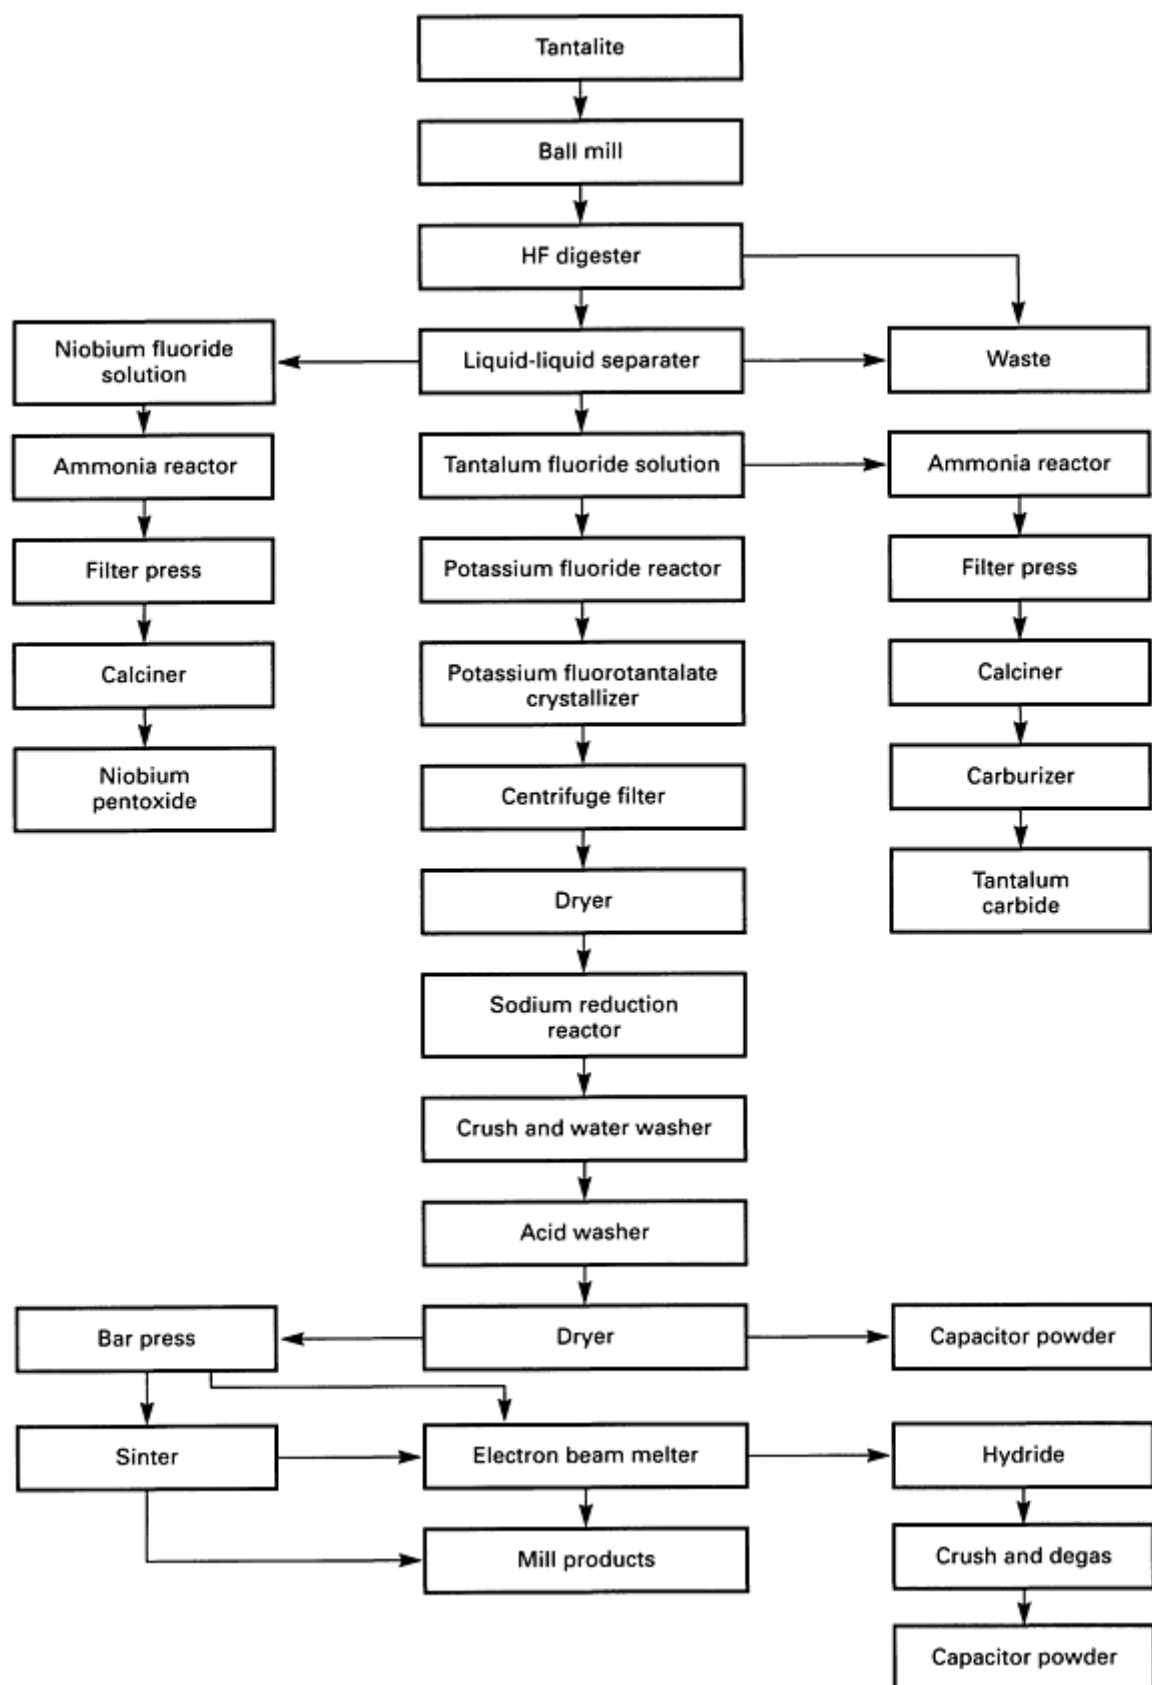 Tantalite
Ball mill
HF digester
Niobium fluoride
solution
Liquid-liquid separater
Waste
Ammonia reactor
Tantalum fluoride solution
Ammonia reactor
Filter press
Potassium fluoride reactor
Filter press
Calciner
Potassium fluorotantalate
crystallizer
Calciner
Niobium
pentoxide
Centrifuge filter
Carburizer
Dryer
Tantalum
carbide
Sodium reduction
reactor
Crush and water washer
Acid washer
Bar press
Dryer
Capacitor powder
Sinter
Electron beam melter
Hydride
Mill products
Crush and degas
Capacitor powder